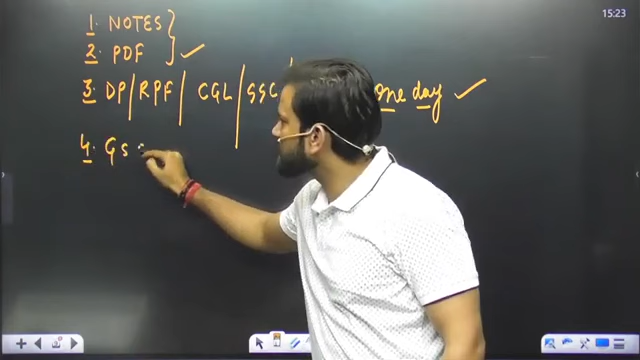 15:23
1. NOTES
2. PDF
3. DP/RPF/ CGL/SSC one day
4. Gs